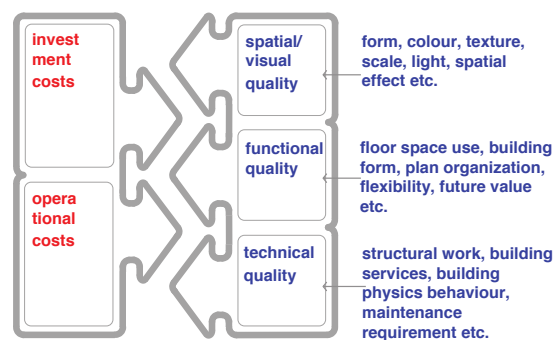 invest
ment
costs
opera
tional
costs
spatial/
visual
quality
functional
quality
technical
quality
form, colour, texture,
scale, light, spatial
effect etc.
floor space use, building
form, plan organization,
flexibility, future value
etc.
structural work, building
services, building
physics behaviour,
maintenance
requirement etc.